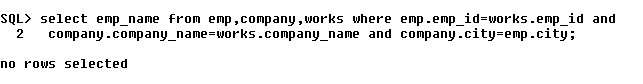 SQL> select emp_name from emp,company,works where emp.emp_id=works.emp_id and
2 company.company_name=works.company_name and company.city=emp.city;
no rows selected